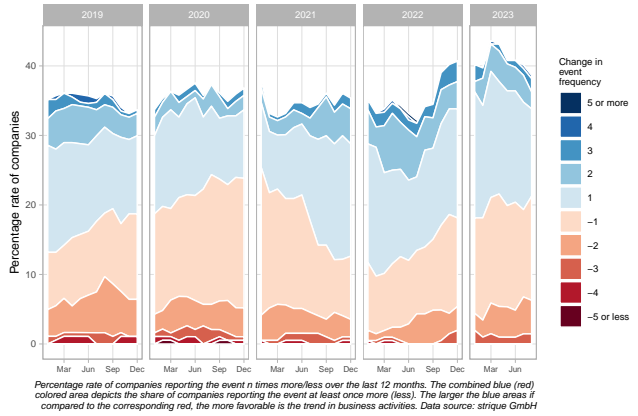 2019 2020 2021 2022 2023
Percentage rate of companies
40
30
20
10
0
Mar Jun Sep Dec Mar Jun Sep Dec Mar Jun Sep Dec Mar Jun Sep Dec Mar Jun
Change in
event
frequency
5 or more
4
3
2
1
−1
−2
−3
−4
−5 or less
Percentage rate of companies reporting the event n times more/less over the last 12 months. The combined blue (red)
colored area depicts the share of companies reporting the event at least once more (less). The larger the blue areas if
compared to the corresponding red, the more favorable is the trend in business activities. Data source: strique GmbH